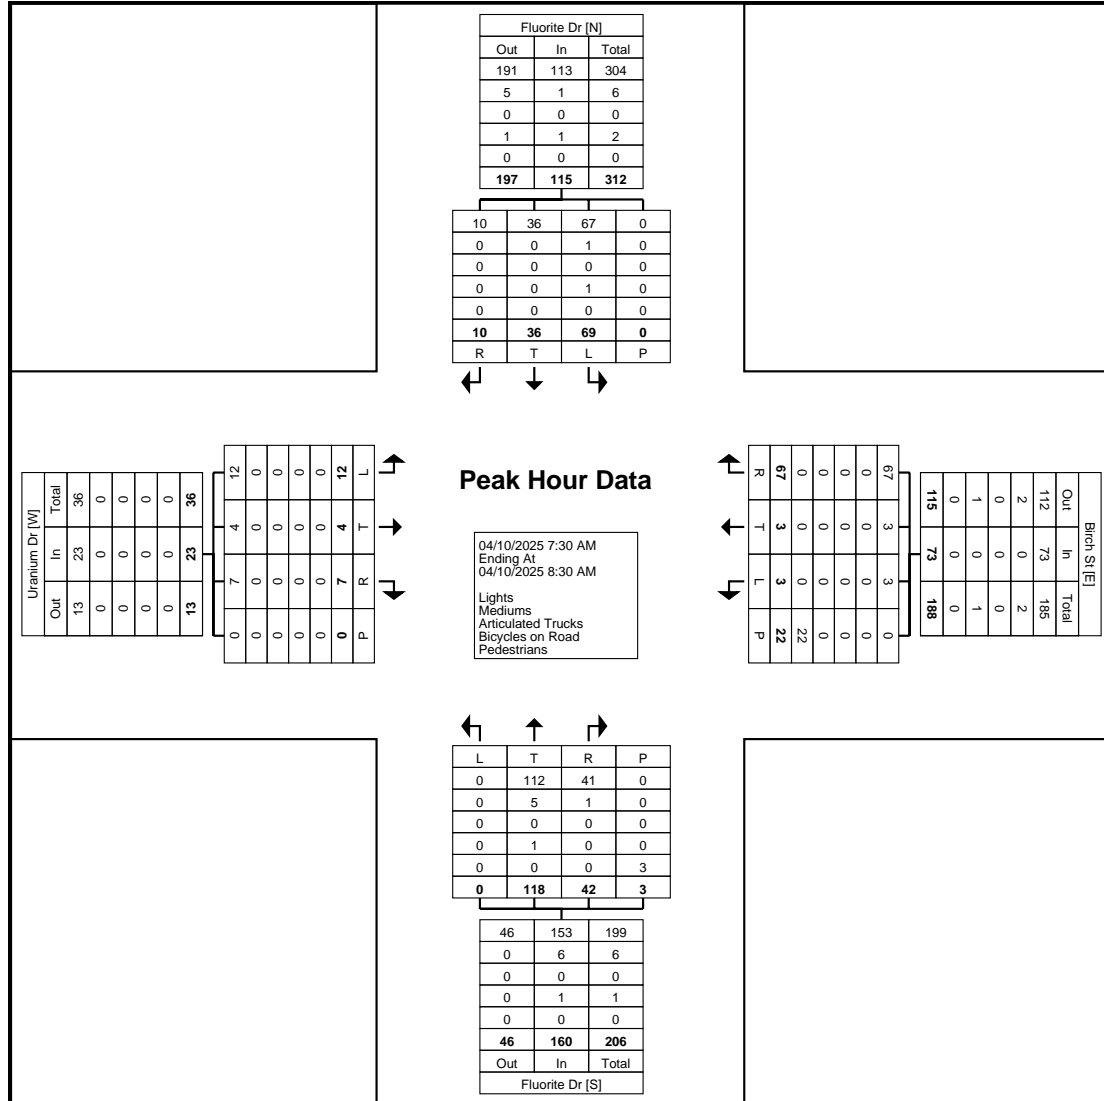 Fluorite Dr [N]
Out In Total
191 113 304
5 1 6
0 0 0
1 1 2
0 0 0
197 115 312
10 36 67 0
0 0 1 0
0 0 0 0
0 0 1 0
0 0 0 0
10 36 69 0
R T L P
Uranium Dr [W]
Total In Out
36 23 13
0 0 0
0 0 0
0 0 0
0 0 0
36 23 13
12 4 7 0
0 0 0 0
0 0 0 0
0 0 0 0
0 0 0 0
12 4 7 0
L T R P
Peak Hour Data
04/10/2025 7:30 AM
Ending At
04/10/2025 8:30 AM
Lights
Mediums
Articulated Trucks
Bicycles on Road
Pedestrians
Birch St [E]
Out In Total
112 73 185
2 0 2
0 0 0
1 0 1
0 0 0
115 73 188
67 3 3 0
0 0 0 0
0 0 0 0
0 0 0 0
0 0 0 22
67 3 3 22
R T L P
L T R P
0 112 41 0
0 5 1 0
0 0 0 0
0 1 0 0
0 0 0 3
0 118 42 3
46 153 199
0 6 6
0 0 0
0 1 1
0 0 0
46 160 206
Out In Total
Fluorite Dr [S]